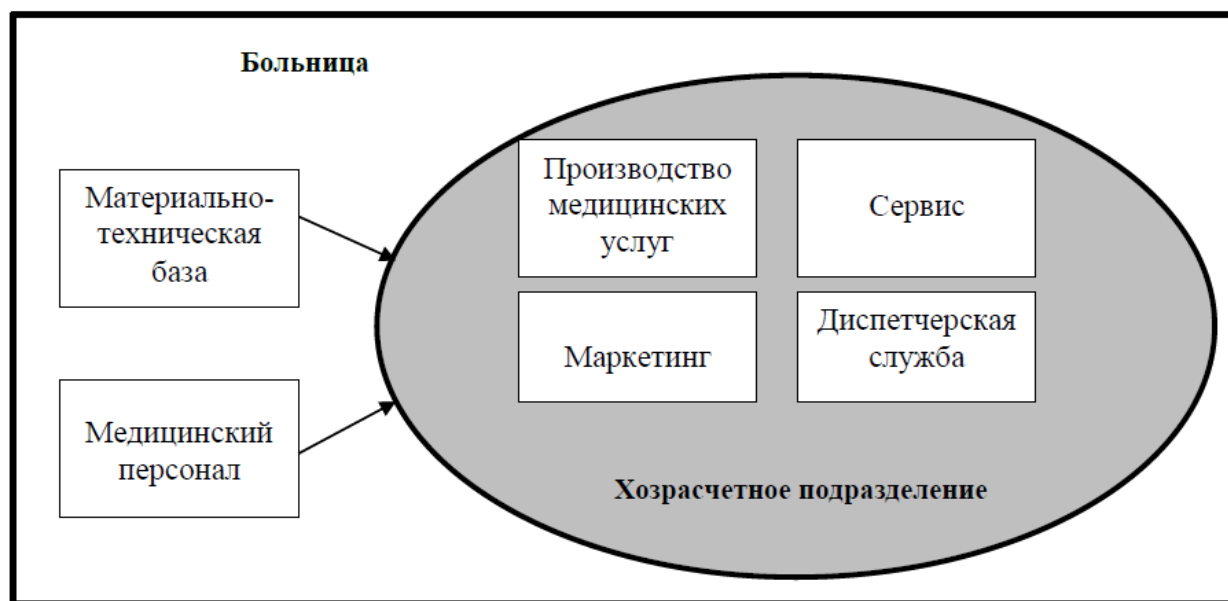 Больница
Материально-
техническая
база
Медицинский
персонал
Производство
медицинских
услуг
Сервис
Маркетинг
Диспетчерская
служба
Хозрасчетное подразделение